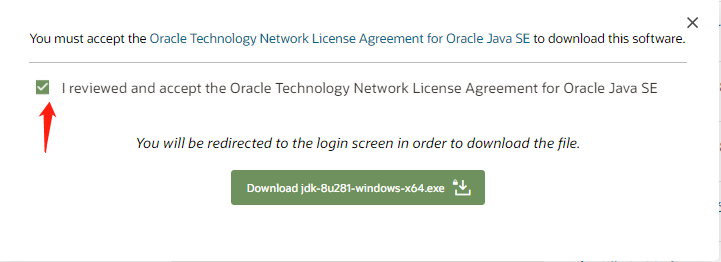 You must accept the Oracle Technology Network License Agreement for Oracle Java SE to download this software.
I reviewed and accept the Oracle Technology Network License Agreement for Oracle Java SE
You will be redirected to the login screen in order to download the file.
Download jdk-8u281-windows-x64.exe